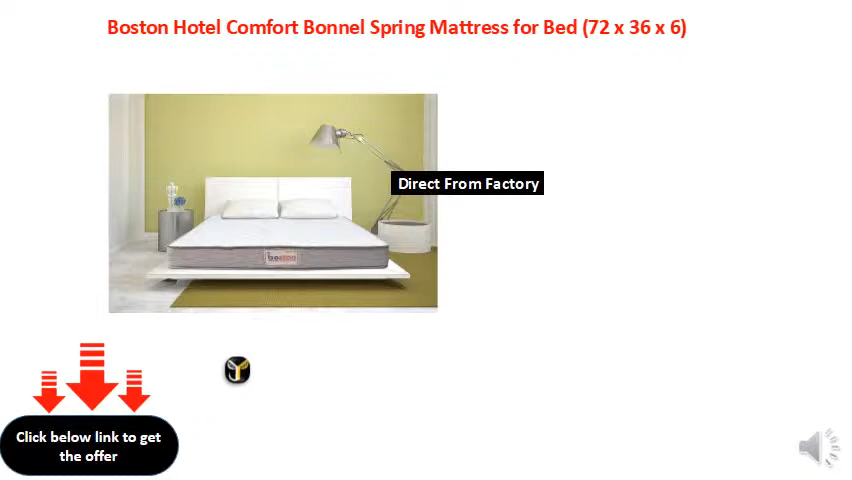 Boston Hotel Comfort Bonnel Spring Mattress for Bed (72 x 36 x 6)
Direct From Factory
Click below link to get
the offer